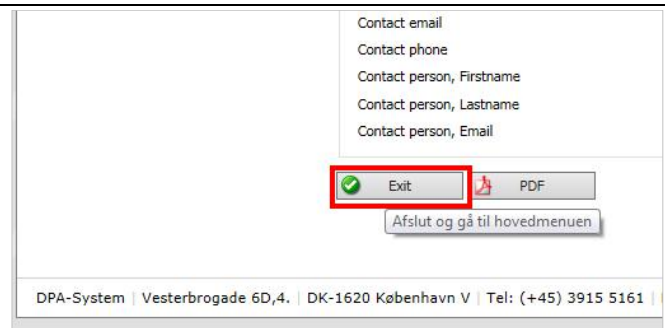 Contact email
Contact phone
Contact person, Firstname
Contact person, Lastname
Contact person, Email
Exit PDF
Afslut og gå til hovedmenuen
DPA-System | Vesterbrogade 6D,4. | DK-1620 København V | Tel: (+45) 3915 5161 |